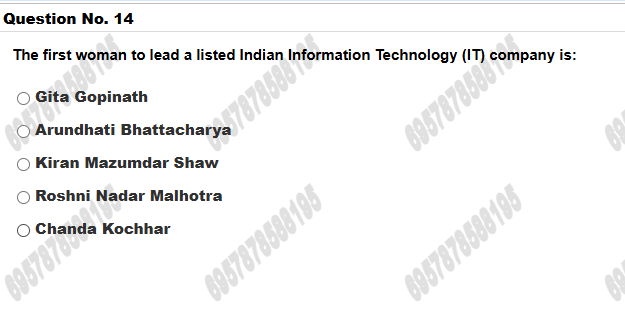 Question No. 14
The first woman to lead a listed Indian Information Technology (IT) company is:
Gita Gopinath
Arundhati Bhattacharya
Kiran Mazumdar Shaw
Roshni Nadar Malhotra
Chanda Kochhar